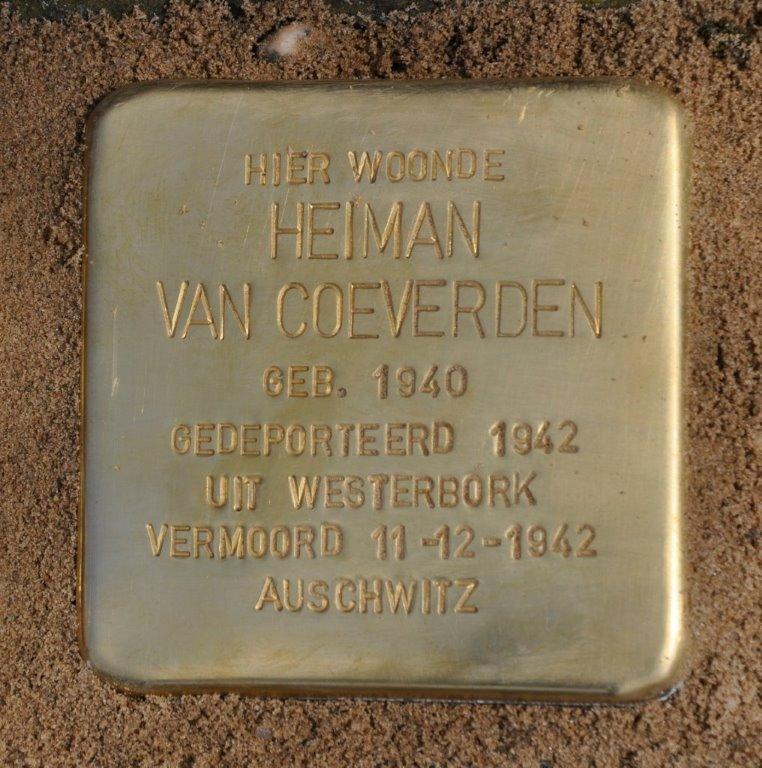 HIER WOONDE
HEIMAN
VAN COEVERDEN
GEB. 1940
GEDEPORTEERD 1942
UIT WESTERBORK
VERMOORD 11-12-1942
AUSCHWITZ